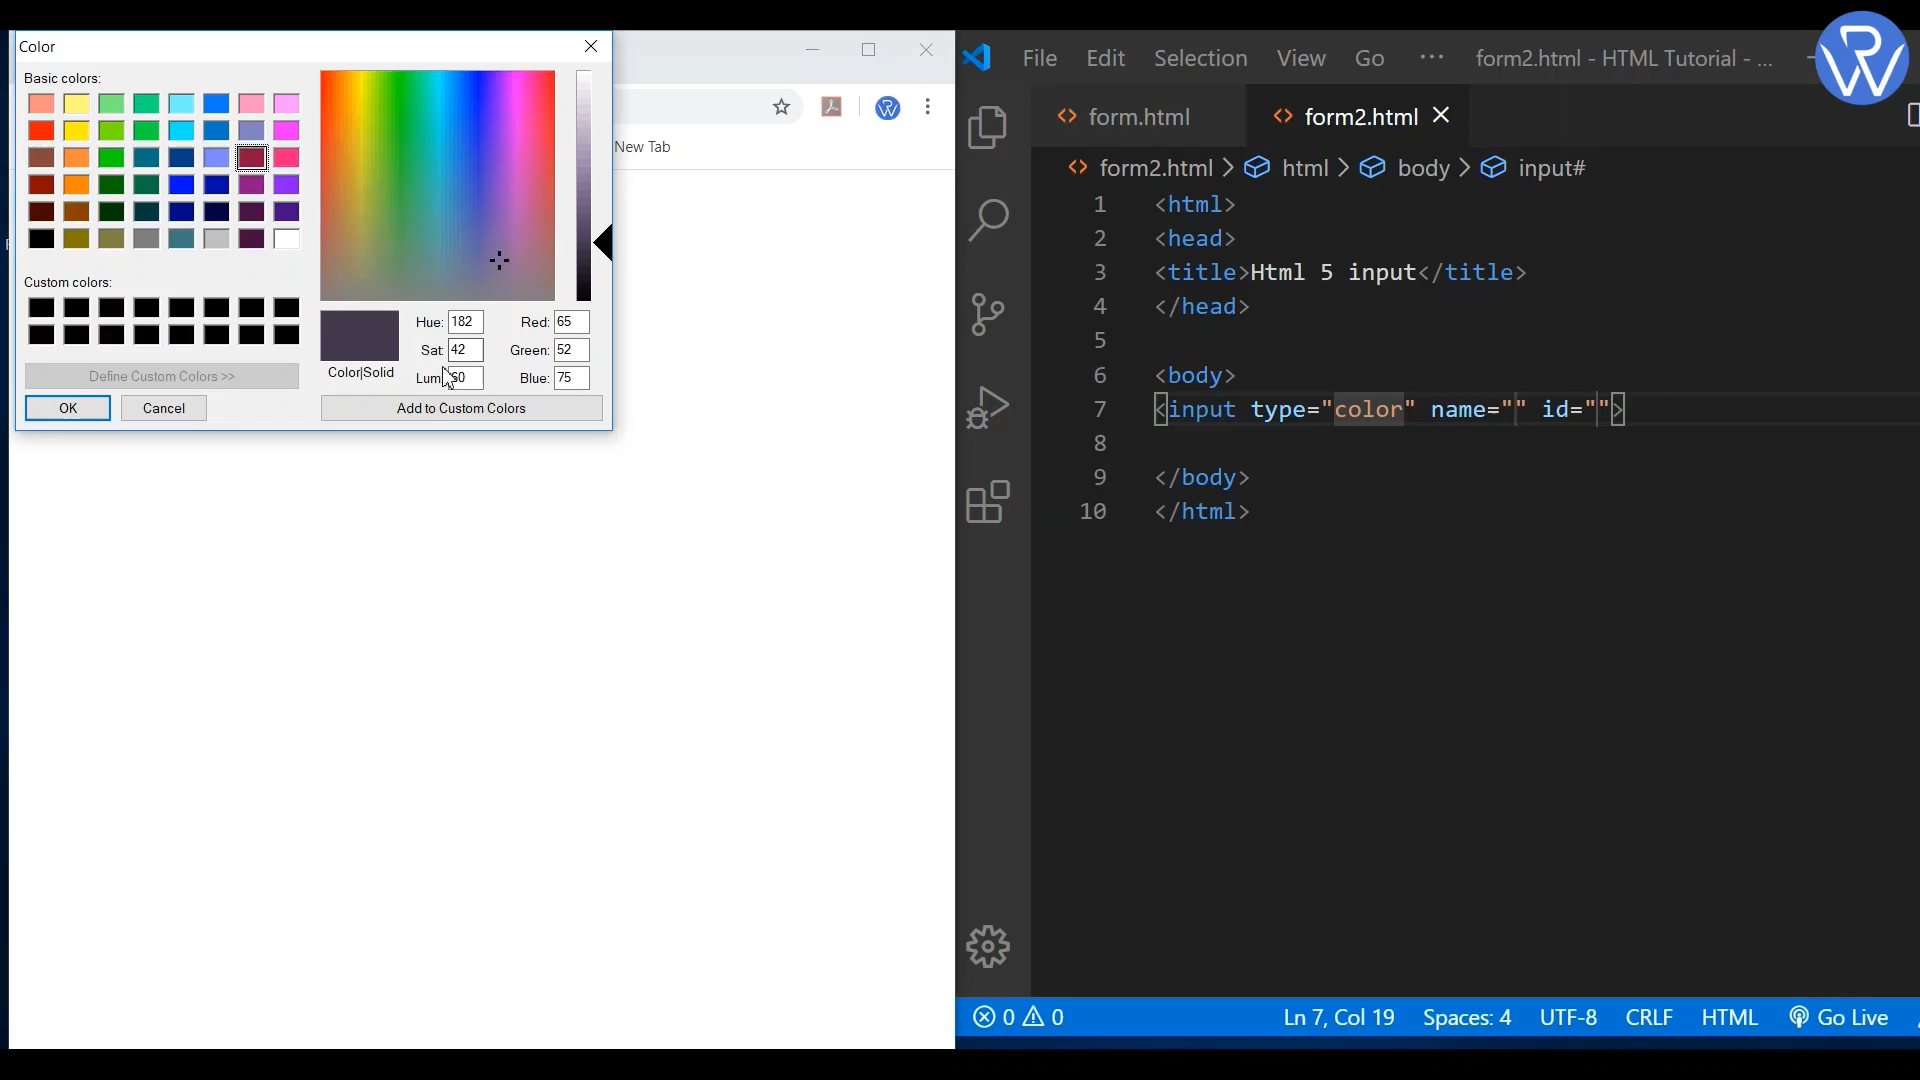 Color
Basic colors:
Custom colors:
Define Custom Colors >>
OK Cancel
Color|Solid
Hue: 182 Red: 65
Sat: 42 Green: 52
Lum: Blue: 75
Add to Custom Colors
New Tab
File Edit Selection View Go ··· form2.html - HTML Tutorial - ...
form.html form2.html
form2.html > html > body > input#
1 <html>
2 <head>
3 <title>Html 5 input</title>
4 </head>
5
6 <body>
7 <input type="color" name="" id="">
8
9 </body>
10 </html>
0 0 Ln 7, Col 19 Spaces: 4 UTF-8 CRLF HTML Go Live